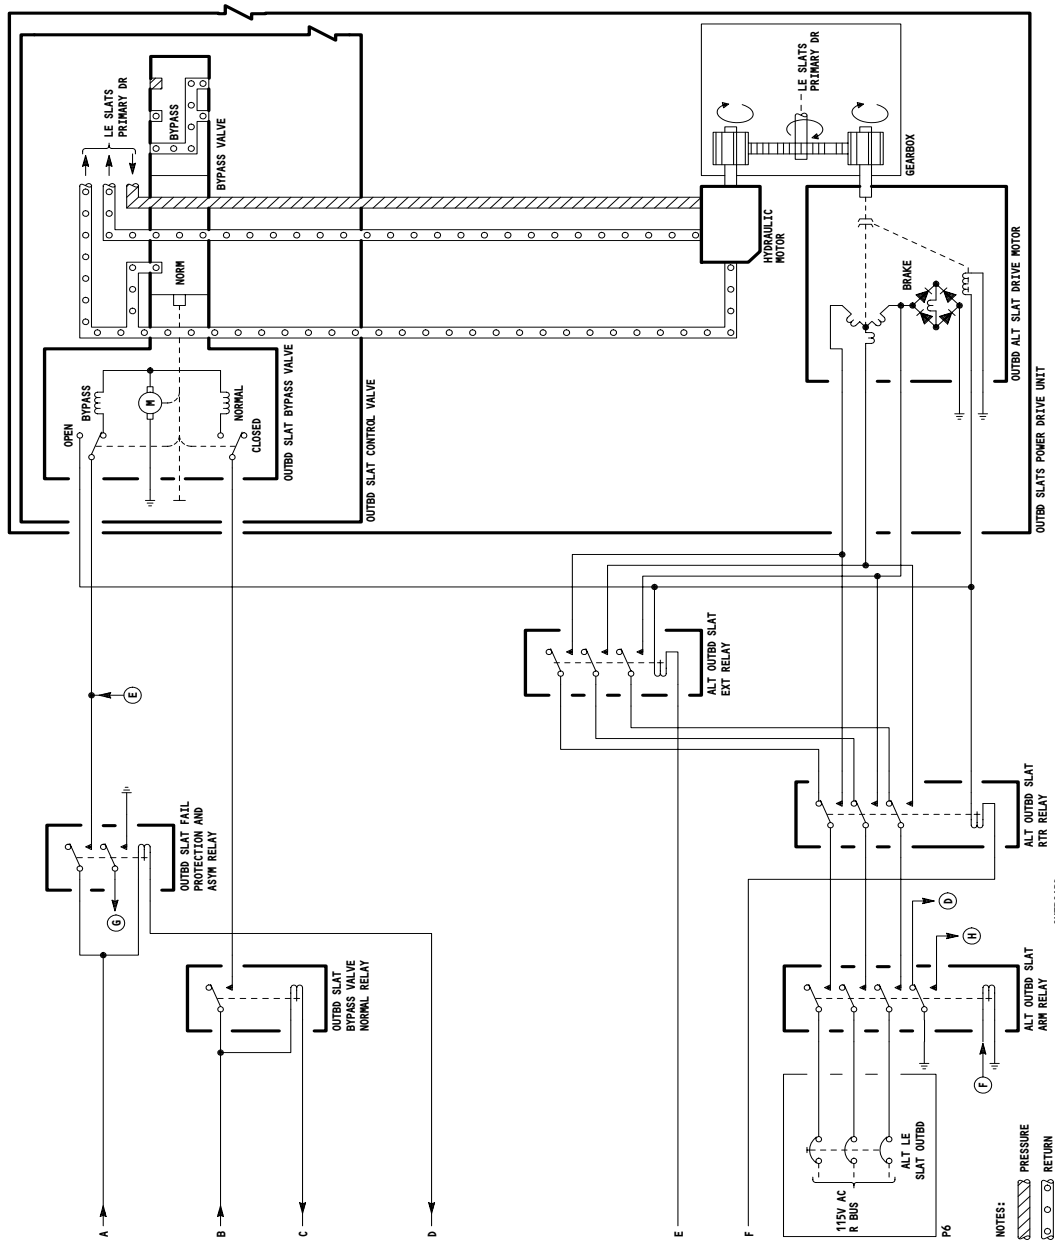 LE SLATS
PRIMARY DR
BYPASS
BYPASS VALVE
NORM
BYPASS
OPEN
M
NORMAL
CLOSED
OUTBD SLAT BYPASS VALVE
OUTBD SLAT CONTROL VALVE
LE SLATS
PRIMARY DR
GEARBOX
HYDRAULIC
MOTOR
BRAKE
OUTBD ALT SLAT DRIVE MOTOR
OUTBD SLATS POWER DRIVE UNIT
E
OUTBD SLAT FAIL
PROTECTION AND
ASYM RELAY
G
OUTBD SLAT
BYPASS VALVE
NORMAL RELAY
ALT OUTBD SLAT
EXT RELAY
ALT OUTBD SLAT
RTR RELAY
D
H
ALT OUTBD SLAT
ARM RELAY
F
ALT LE
SLAT OUTBD
115V AC
R BUS
P6
A
B
C
D
E
F
NOTES:
PRESSURE
RETURN